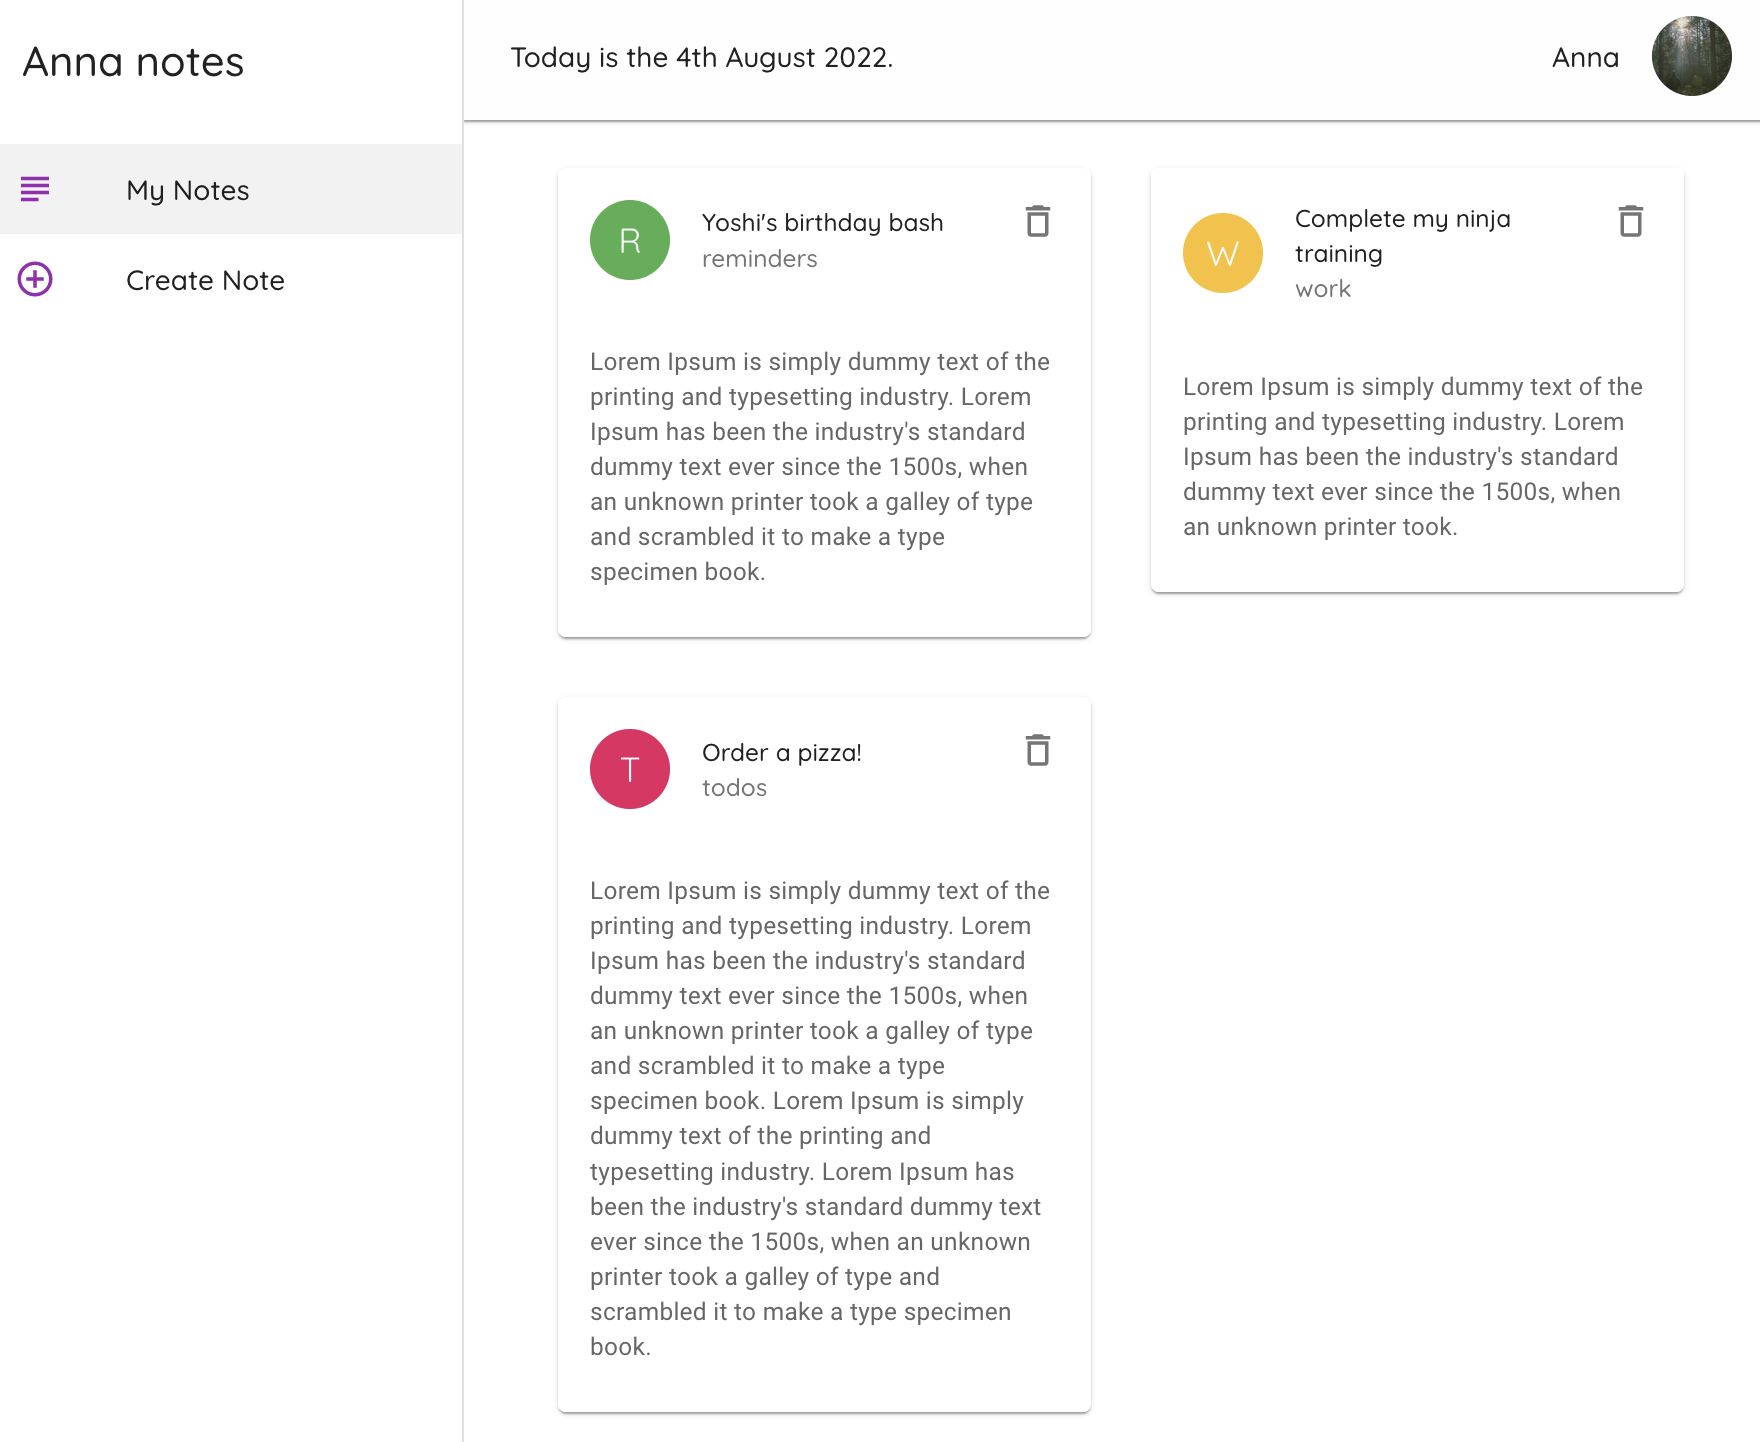 Anna notes
My Notes
Create Note
Today is the 4th August 2022.
Anna
R
Yoshi's birthday bash
reminders
Lorem Ipsum is simply dummy text of the
printing and typesetting industry. Lorem
Ipsum has been the industry's standard
dummy text ever since the 1500s, when
an unknown printer took a galley of type
and scrambled it to make a type
specimen book.
W
Complete my ninja
training
work
Lorem Ipsum is simply dummy text of the
printing and typesetting industry. Lorem
Ipsum has been the industry's standard
dummy text ever since the 1500s, when
an unknown printer took.
T
Order a pizza!
todos
Lorem Ipsum is simply dummy text of the
printing and typesetting industry. Lorem
Ipsum has been the industry's standard
dummy text ever since the 1500s, when
an unknown printer took a galley of type
and scrambled it to make a type
specimen book. Lorem Ipsum is simply
dummy text of the printing and
typesetting industry. Lorem Ipsum has
been the industry's standard dummy text
ever since the 1500s, when an unknown
printer took a galley of type and
scrambled it to make a type specimen
book.